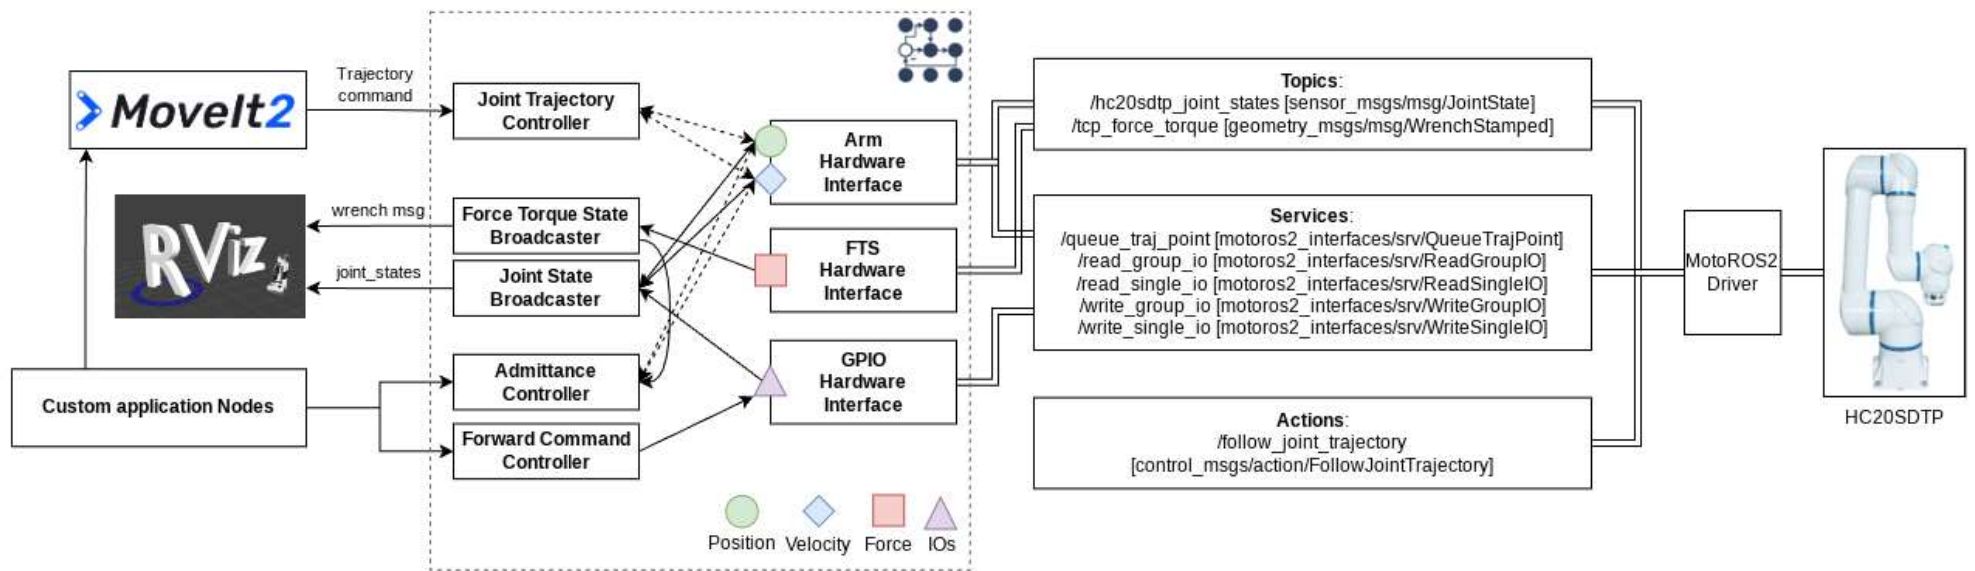 MoveIt2
Trajectory
command
RViz
wrench msg
joint_states
Custom application Nodes
Joint Trajectory
Controller
Force Torque State
Broadcaster
Joint State
Broadcaster
Admittance
Controller
Forward Command
Controller
Arm
Hardware
Interface
FTS
Hardware
Interface
GPIO
Hardware
Interface
Position
Velocity
Force
IOs
Topics:
/hc20sdtp_joint_states [sensor_msgs/msg/JointState]
/tcp_force_torque [geometry_msgs/msg/WrenchStamped]
Services:
/queue_traj_point [motoros2_interfaces/srv/QueueTrajPoint]
/read_group_io [motoros2_interfaces/srv/ReadGroupIO]
/read_single_io [motoros2_interfaces/srv/ReadSingleIO]
/write_group_io [motoros2_interfaces/srv/WriteGroupIO]
/write_single_io [motoros2_interfaces/srv/WriteSingleIO]
Actions:
/follow_joint_trajectory
[control_msgs/action/FollowJointTrajectory]
MotoROS2
Driver
HC20SDTP